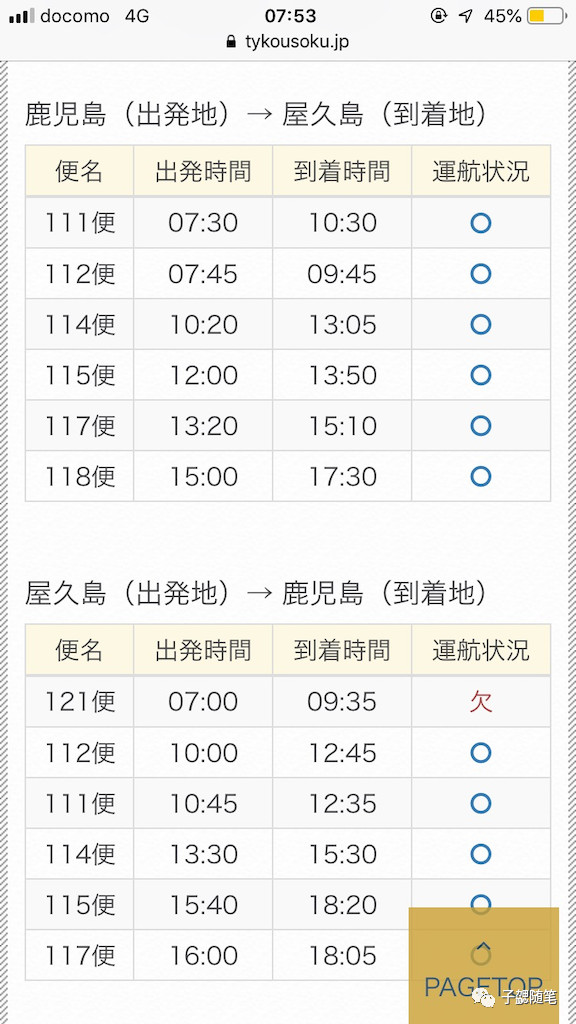 docomo 4G 07:53 45%
tykousoku.jp
鹿児島（出発地）→ 屋久島（到着地）
便名 出発時間 到着時間 運航状況
111便 07:30 10:30 〇
112便 07:45 09:45 〇
114便 10:20 13:05 〇
115便 12:00 13:50 〇
117便 13:20 15:10 〇
118便 15:00 17:30 〇
屋久島（出発地）→ 鹿児島（到着地）
便名 出発時間 到着時間 運航状況
121便 07:00 09:35 欠
112便 10:00 12:45 〇
111便 10:45 12:35 〇
114便 13:30 15:30 〇
115便 15:40 18:20 〇
117便 16:00 18:05 〇
PAGETOP
子勰随笔